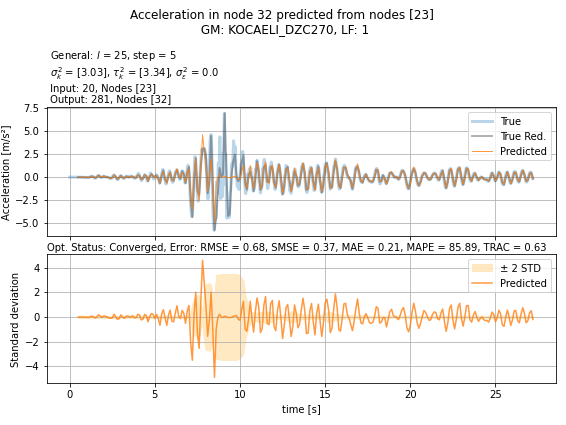 Acceleration in node 32 predicted from nodes [23]
GM: KOCAELI_DZC270, LF: 1
General: l = 25, step = 5
σ²ₖ = [3.03], τ²ₖ = [3.34], σ²ε = 0.0
Input: 20, Nodes [23]
Output: 281, Nodes [32]
Acceleration [m/s²]
7.5
5.0
2.5
0.0
−2.5
−5.0
True
True Red.
Predicted
Opt. Status: Converged, Error: RMSE = 0.68, SMSE = 0.37, MAE = 0.21, MAPE = 85.89, TRAC = 0.63
Standard deviation
4
2
0
−2
−4
± 2 STD
Predicted
0 5 10 15 20 25
time [s]